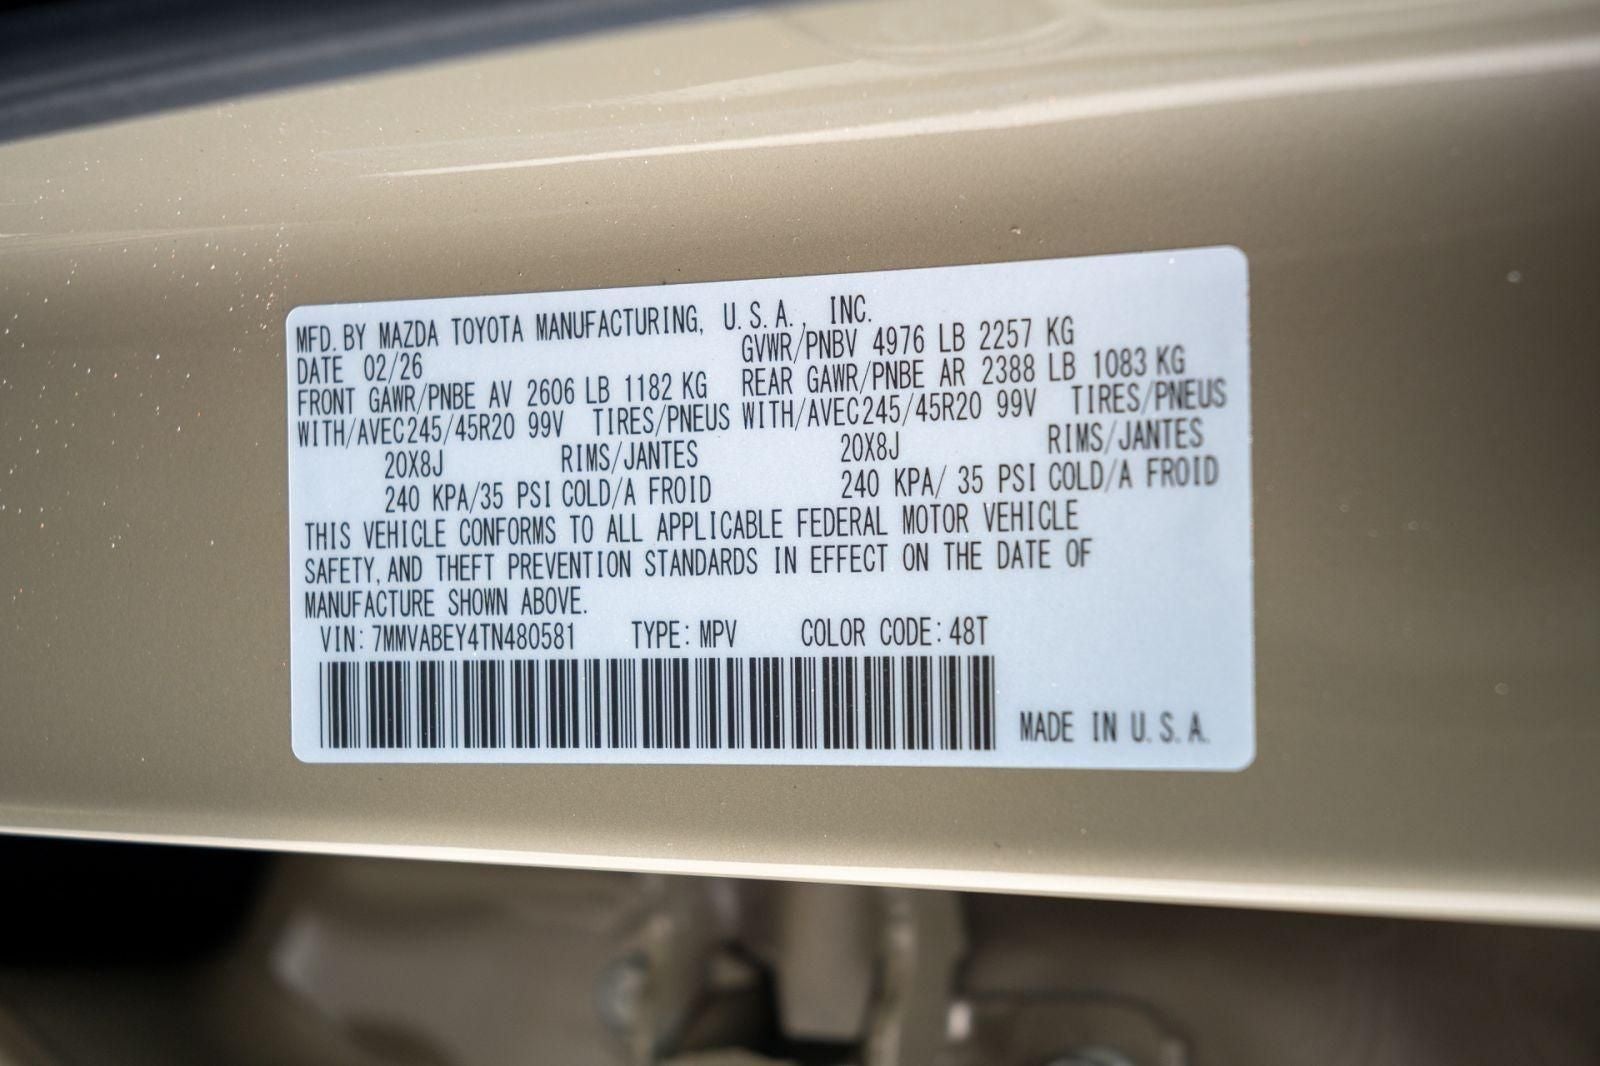 MFD. BY MAZDA TOYOTA MANUFACTURING, U.S.A., INC.
DATE 02/26 GVWR/PNBV 4976 LB 2257 KG
FRONT GAWR/PNBE AV 2606 LB 1182 KG REAR GAWR/PNBE AR 2388 LB 1083 KG
WITH/AVEC 245/45R20 99V TIRES/PNEUS WITH/AVEC 245/45R20 99V TIRES/PNEUS
20X8J RIMS/JANTES 20X8J RIMS/JANTES
240 KPA/35 PSI COLD/A FROID 240 KPA/ 35 PSI COLD/A FROID
THIS VEHICLE CONFORMS TO ALL APPLICABLE FEDERAL MOTOR VEHICLE
SAFETY, AND THEFT PREVENTION STANDARDS IN EFFECT ON THE DATE OF
MANUFACTURE SHOWN ABOVE.
VIN: 7MMVABEY4TN480581 TYPE: MPV COLOR CODE: 48T
MADE IN U.S.A.